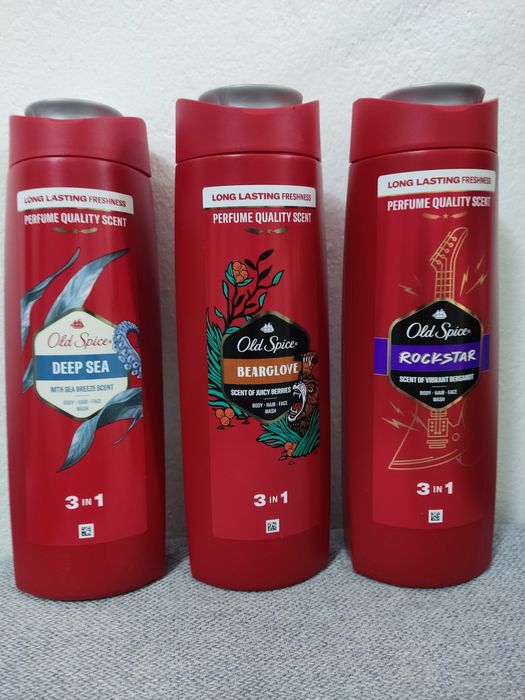 LONG LASTING FRESHNESS
PERFUME QUALITY SCENT
Old Spice
DEEP SEA
WITH SEA BREEZE SCENT
BODY · HAIR · FACE
WASH
3 IN 1
LONG LASTING FRESHNESS
PERFUME QUALITY SCENT
Old Spice
BEARGLOVE
SCENT OF JUICY BERRIES
BODY · HAIR · FACE
WASH
3 IN 1
LONG LASTING FRESHNESS
PERFUME QUALITY SCENT
Old Spice
ROCKSTAR
SCENT OF VIBRANT BERGAMOT
BODY · HAIR · FACE
WASH
3 IN 1